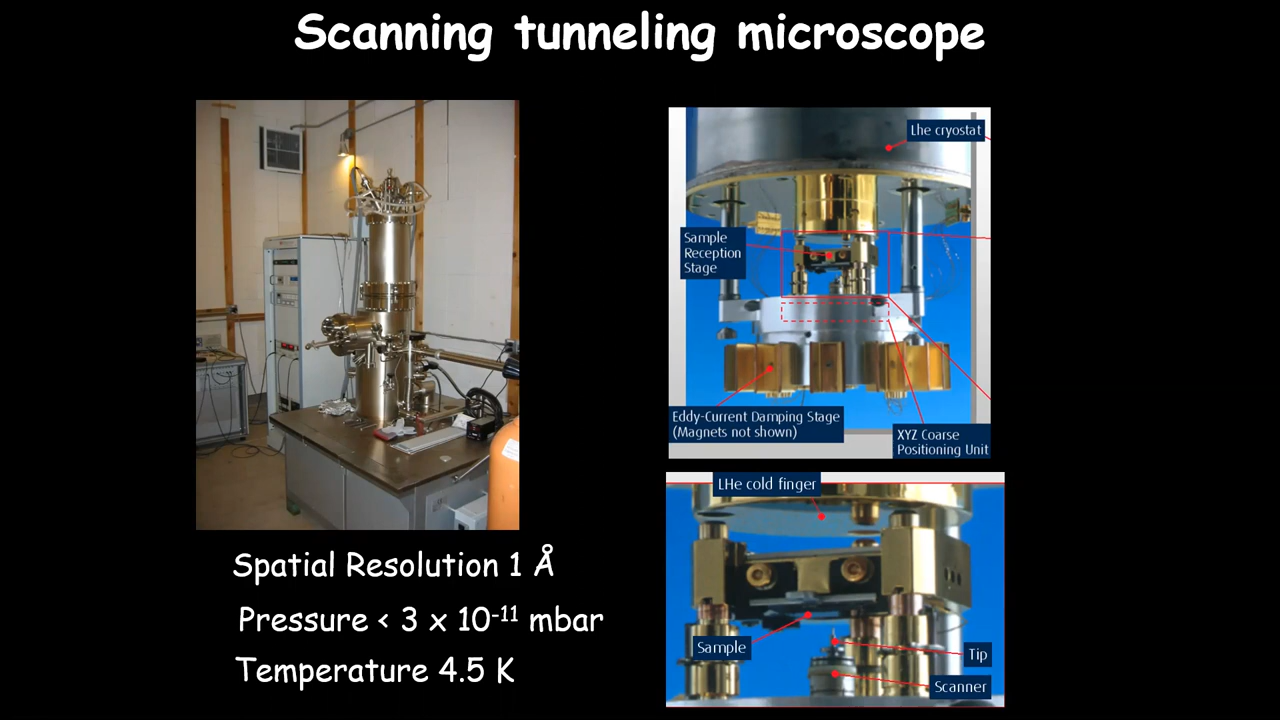 Scanning tunneling microscope
Lhe cryostat
Sample
Reception
Stage
Eddy-Current Damping Stage
(Magnets not shown)
XYZ Coarse
Positioning Unit
LHe cold finger
Sample
Tip
Scanner
Spatial Resolution 1 Å
Pressure < 3 x 10⁻¹¹ mbar
Temperature 4.5 K